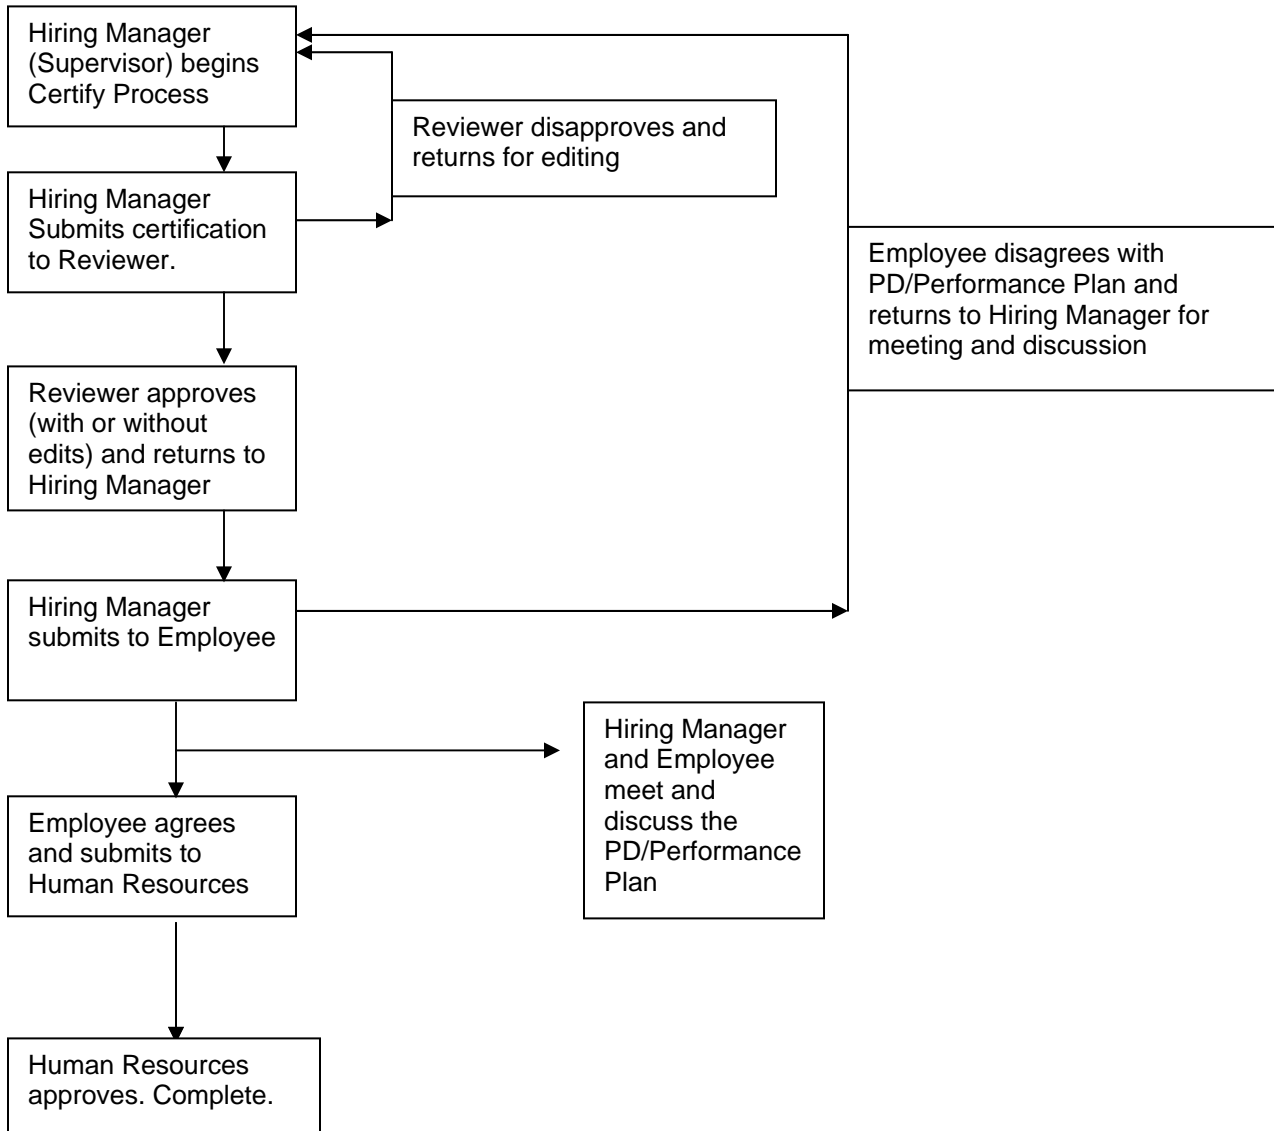 Hiring Manager
(Supervisor) begins
Certify Process
Reviewer disapproves and
returns for editing
Hiring Manager
Submits certification
to Reviewer.
Employee disagrees with
PD/Performance Plan and
returns to Hiring Manager for
meeting and discussion
Reviewer approves
(with or without
edits) and returns to
Hiring Manager
Hiring Manager
submits to Employee
Hiring Manager
and Employee
meet and
discuss the
PD/Performance
Plan
Employee agrees
and submits to
Human Resources
Human Resources
approves. Complete.